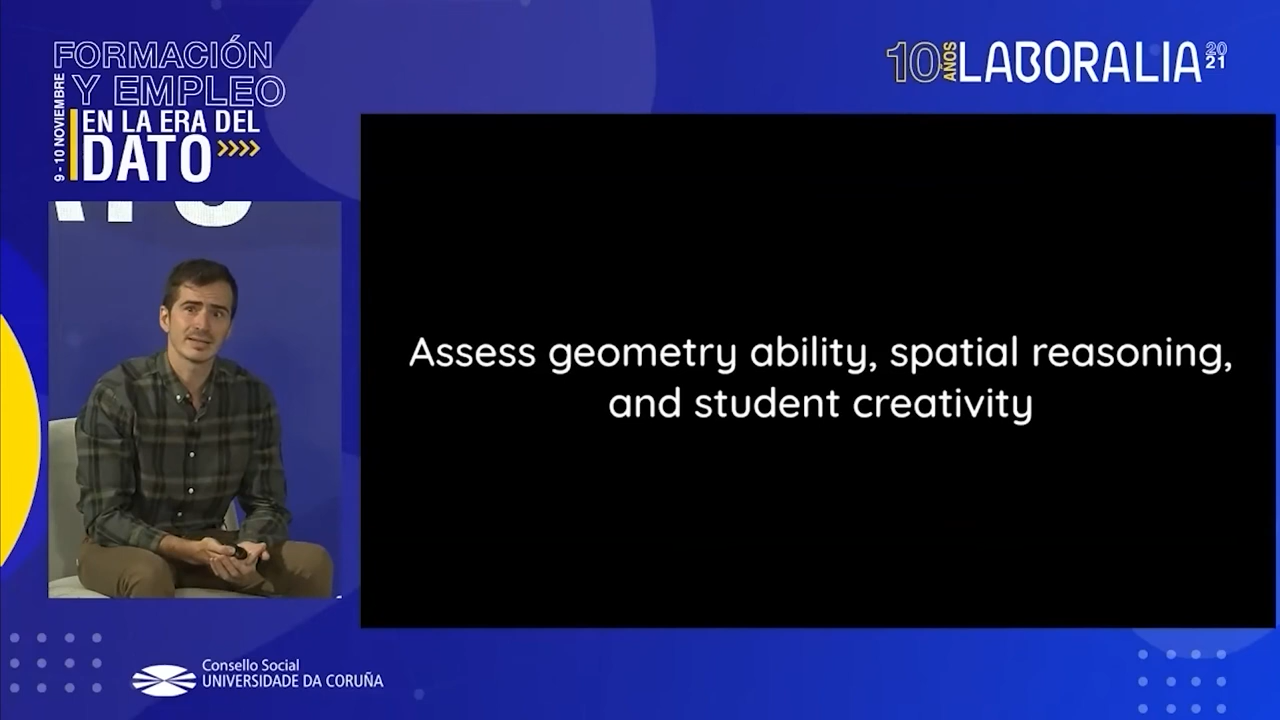 FORMACIÓN
Y EMPLEO
EN LA ERA DEL
DATO
9 - 10 NOVIEMBRE
10 AÑOS LABORALIA 2021
Assess geometry ability, spatial reasoning,
and student creativity
Consello Social
UNIVERSIDADE DA CORUÑA